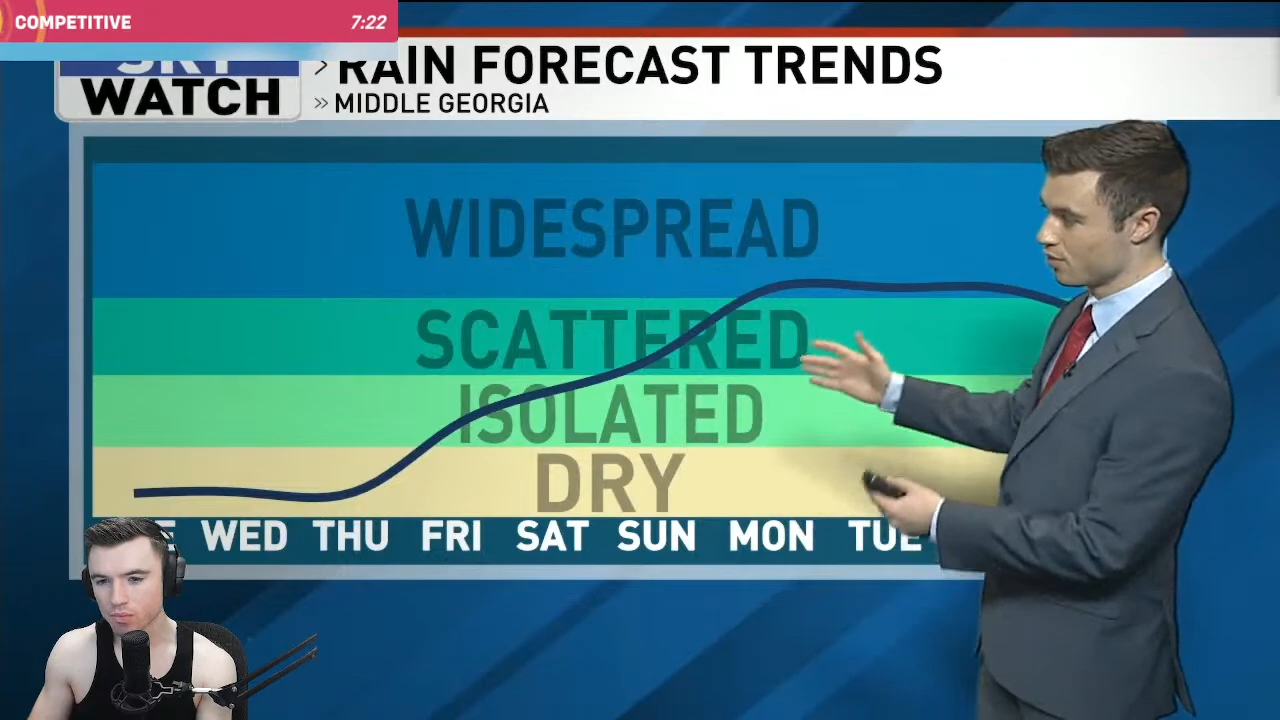 COMPETITIVE 7:22
SKY
WATCH
RAIN FORECAST TRENDS
» MIDDLE GEORGIA
WIDESPREAD
SCATTERED
ISOLATED
DRY
WED THU FRI SAT SUN MON TUE